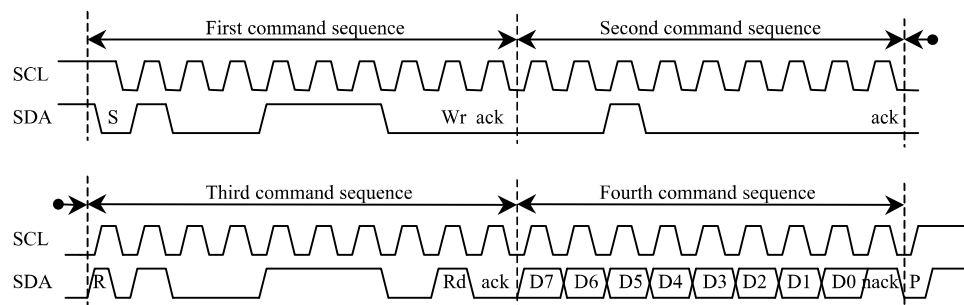 First command sequence Second command sequence
SCL
SDA S Wr ack ack
Third command sequence Fourth command sequence
SCL
SDA R Rd ack D7 D6 D5 D4 D3 D2 D1 D0 nack P